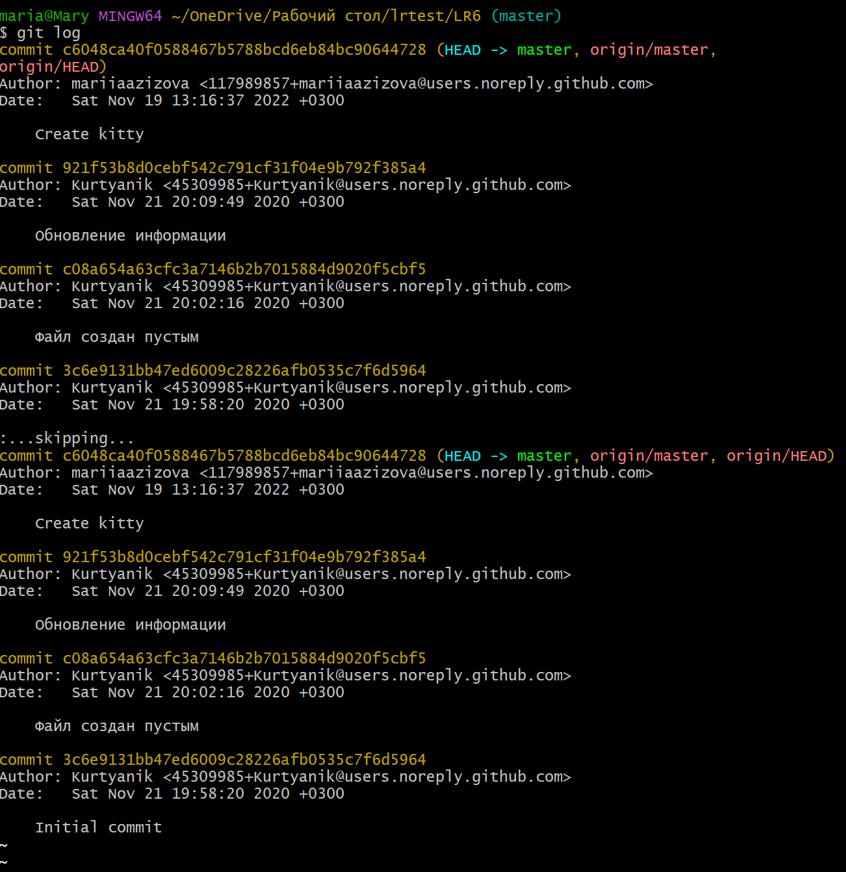 maria@Mary MINGW64 ~/OneDrive/Рабочий стол/lrtest/LR6 (master)
$ git log
commit c6048ca40f0588467b5788bcd6eb84bc90644728 (HEAD -> master, origin/master,
origin/HEAD)
Author: mariiaazizova <117989857+mariiaazizova@users.noreply.github.com>
Date:   Sat Nov 19 13:16:37 2022 +0300

    Create kitty

commit 921f53b8d0cebf542c791cf31f04e9b792f385a4
Author: Kurtyanik <45309985+Kurtyanik@users.noreply.github.com>
Date:   Sat Nov 21 20:09:49 2020 +0300

    Обновление информации

commit c08a654a63cfc3a7146b2b7015884d9020f5cbf5
Author: Kurtyanik <45309985+Kurtyanik@users.noreply.github.com>
Date:   Sat Nov 21 20:02:16 2020 +0300

    Файл создан пустым

commit 3c6e9131bb47ed6009c28226afb0535c7f6d5964
Author: Kurtyanik <45309985+Kurtyanik@users.noreply.github.com>
Date:   Sat Nov 21 19:58:20 2020 +0300

:...skipping...
commit c6048ca40f0588467b5788bcd6eb84bc90644728 (HEAD -> master, origin/master, origin/HEAD)
Author: mariiaazizova <117989857+mariiaazizova@users.noreply.github.com>
Date:   Sat Nov 19 13:16:37 2022 +0300

    Create kitty

commit 921f53b8d0cebf542c791cf31f04e9b792f385a4
Author: Kurtyanik <45309985+Kurtyanik@users.noreply.github.com>
Date:   Sat Nov 21 20:09:49 2020 +0300

    Обновление информации

commit c08a654a63cfc3a7146b2b7015884d9020f5cbf5
Author: Kurtyanik <45309985+Kurtyanik@users.noreply.github.com>
Date:   Sat Nov 21 20:02:16 2020 +0300

    Файл создан пустым

commit 3c6e9131bb47ed6009c28226afb0535c7f6d5964
Author: Kurtyanik <45309985+Kurtyanik@users.noreply.github.com>
Date:   Sat Nov 21 19:58:20 2020 +0300

    Initial commit
~
~